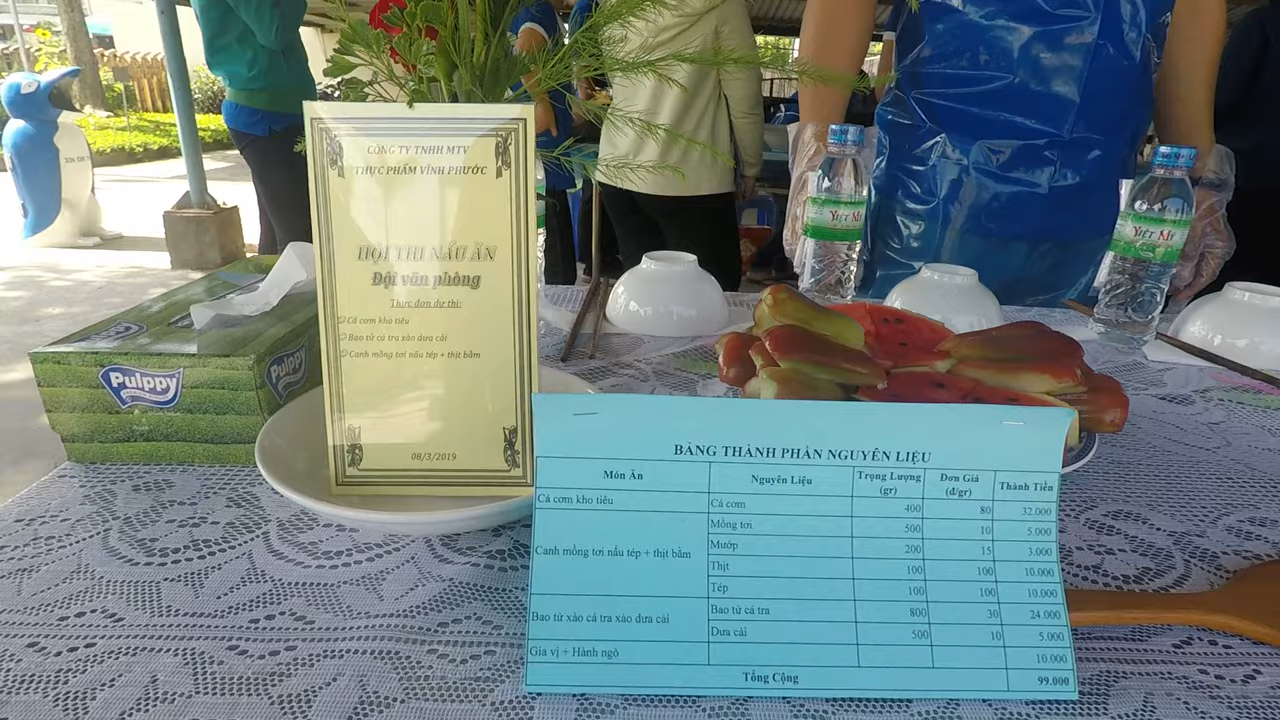 CÔNG TY TNHH MTV
THỰC PHẨM VĨNH PHƯỚC
HỘI THI NẤU ĂN
Đội văn phòng
Thực đơn dự thi:
Cá cơm kho tiêu
Bao tử cá tra xào dưa cải
Canh mồng tơi nấu tép + thịt bằm
08/3/2019
Pulppy
Pulppy
VIỆT MỸ
VIỆT MỸ
BẢNG THÀNH PHẦN NGUYÊN LIỆU
Món Ăn Nguyên Liệu Trọng Lượng (gr) Đơn Giá (đ/gr) Thành Tiền
Cá cơm kho tiêu Cá cơm 400 80 32.000
Canh mồng tơi nấu tép + thịt bằm Mồng tơi 500 10 5.000
Mướp 200 15 3.000
Thịt 100 100 10.000
Tép 100 100 10.000
Bao tử xào cá tra xào dưa cải Bao tử cá tra 800 30 24.000
Dưa cải 500 10 5.000
Gia vị + Hành ngò 10.000
Tổng Cộng 99.000